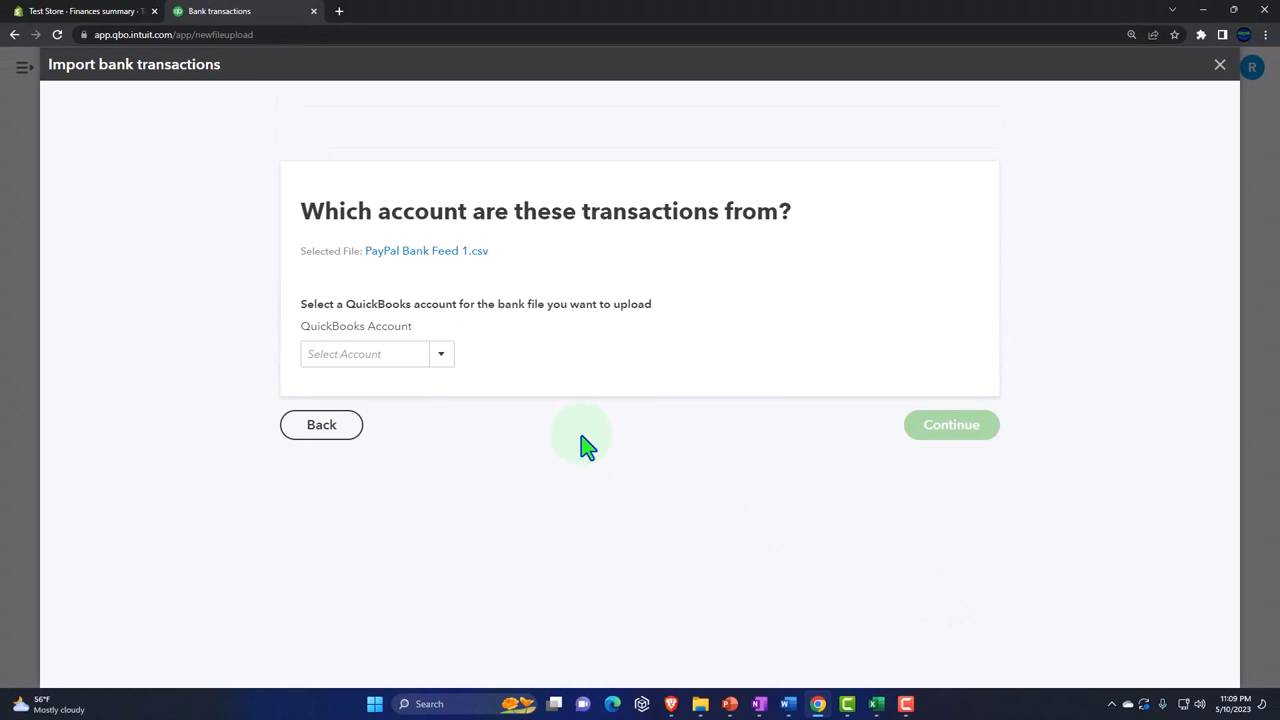 Test Store - Finances summary - T
Bank transactions
app.qbo.intuit.com/app/newfileupload
Import bank transactions
R
Which account are these transactions from?
Selected File: PayPal Bank Feed 1.csv
Select a QuickBooks account for the bank file you want to upload
QuickBooks Account
Select Account
Back
Continue
56°F
Mostly cloudy
Search
11:09 PM
5/10/2023